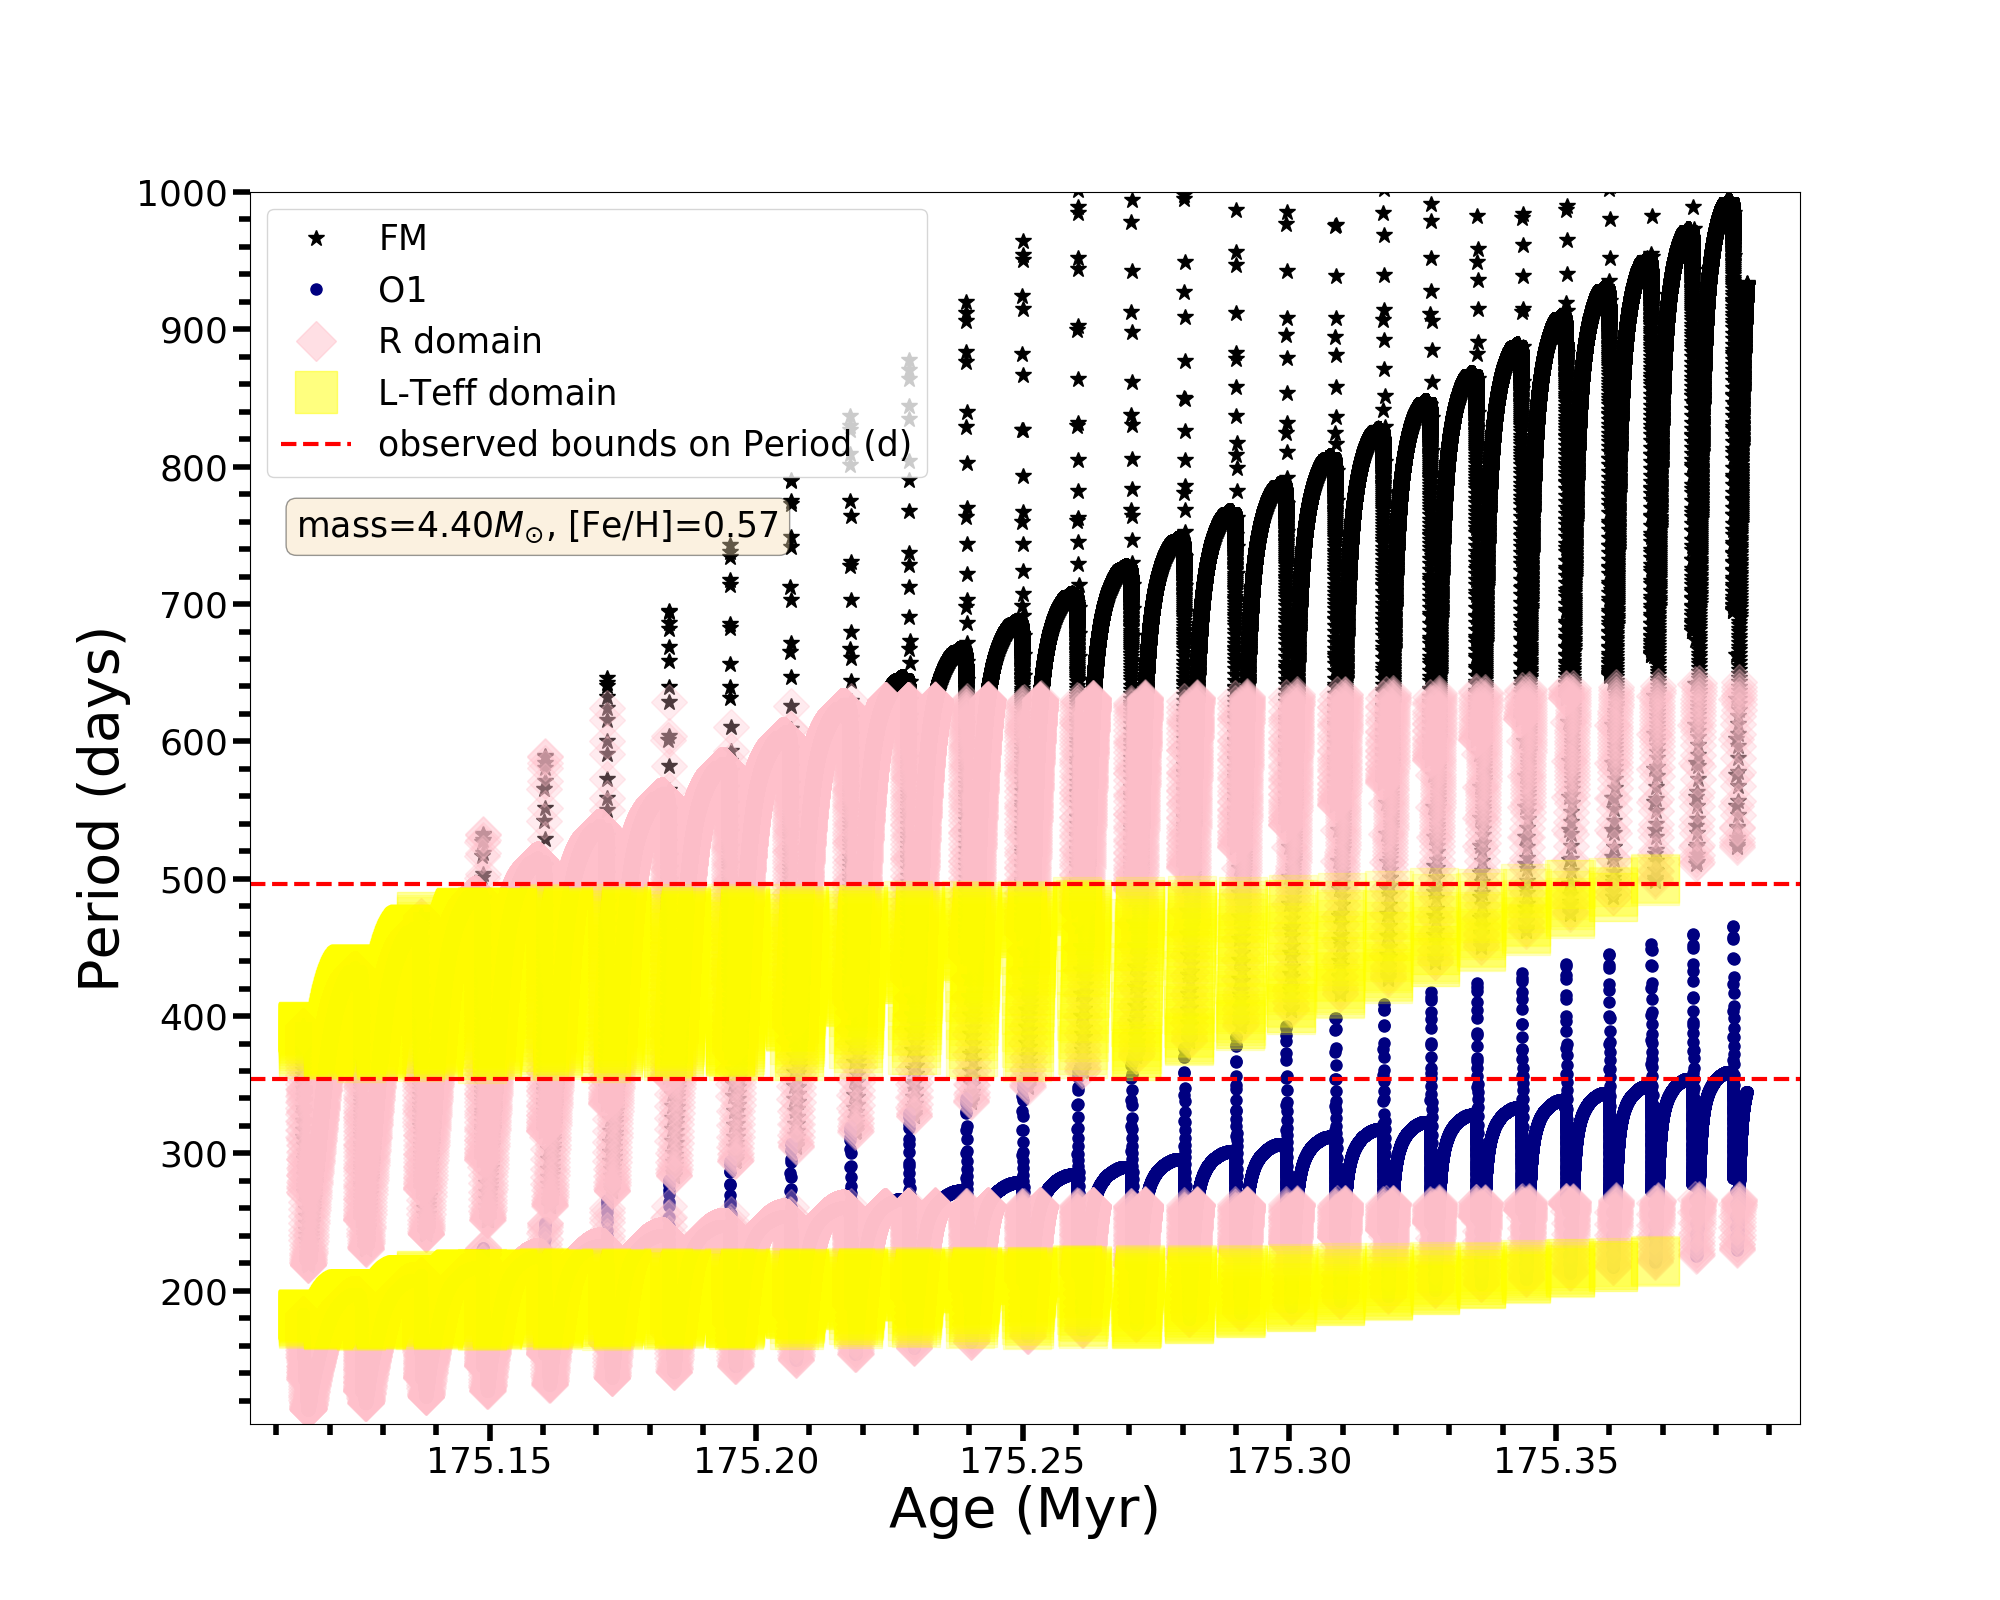 1000
900
800
700
600
500
400
300
200
Period (days)
FM
O1
R domain
L-Teff domain
observed bounds on Period (d)
mass=4.40M⊙, [Fe/H]=0.57
175.15 175.20 175.25 175.30 175.35
Age (Myr)